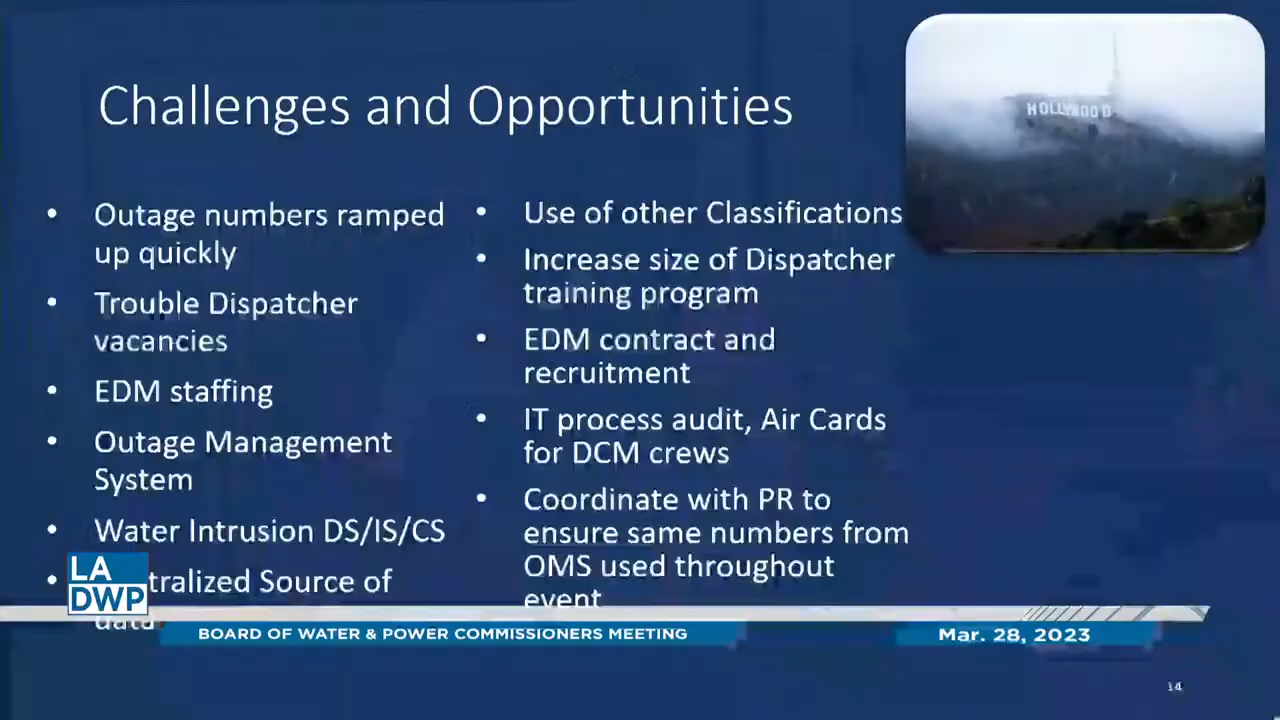 Challenges and Opportunities
HOLLYWOOD
• Outage numbers ramped
up quickly
• Trouble Dispatcher
vacancies
• EDM staffing
• Outage Management
System
• Water Intrusion DS/IS/CS
• tralized Source of
data
• Use of other Classifications
• Increase size of Dispatcher
training program
• EDM contract and
recruitment
• IT process audit, Air Cards
for DCM crews
• Coordinate with PR to
ensure same numbers from
OMS used throughout
event
LA
DWP
BOARD OF WATER & POWER COMMISSIONERS MEETING
Mar. 28, 2023
14